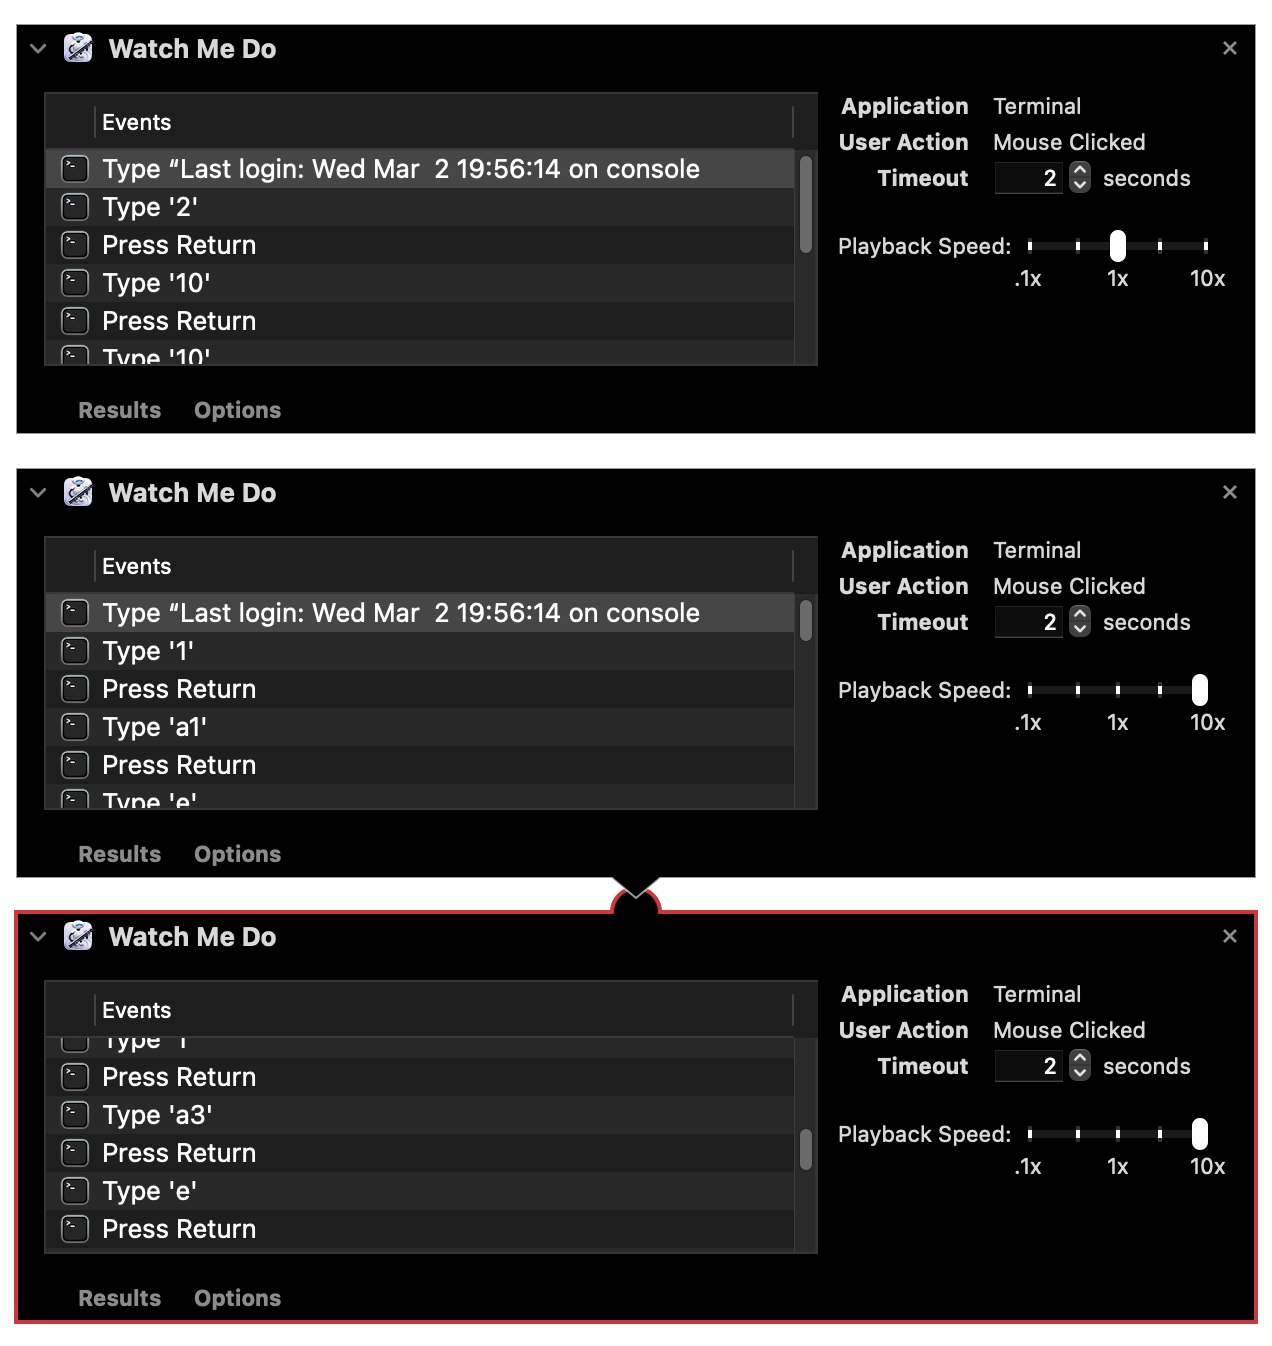 Watch Me Do
Events
Type “Last login: Wed Mar  2 19:56:14 on console
Type '2'
Press Return
Type '10'
Press Return
Type '10'
Application Terminal
User Action Mouse Clicked
Timeout 2 seconds
Playback Speed:
.1x 1x 10x
Results Options
Watch Me Do
Events
Type “Last login: Wed Mar  2 19:56:14 on console
Type '1'
Press Return
Type 'a1'
Press Return
Type 'e'
Application Terminal
User Action Mouse Clicked
Timeout 2 seconds
Playback Speed:
.1x 1x 10x
Results Options
Watch Me Do
Events
Type '1'
Press Return
Type 'a3'
Press Return
Type 'e'
Press Return
Application Terminal
User Action Mouse Clicked
Timeout 2 seconds
Playback Speed:
.1x 1x 10x
Results Options